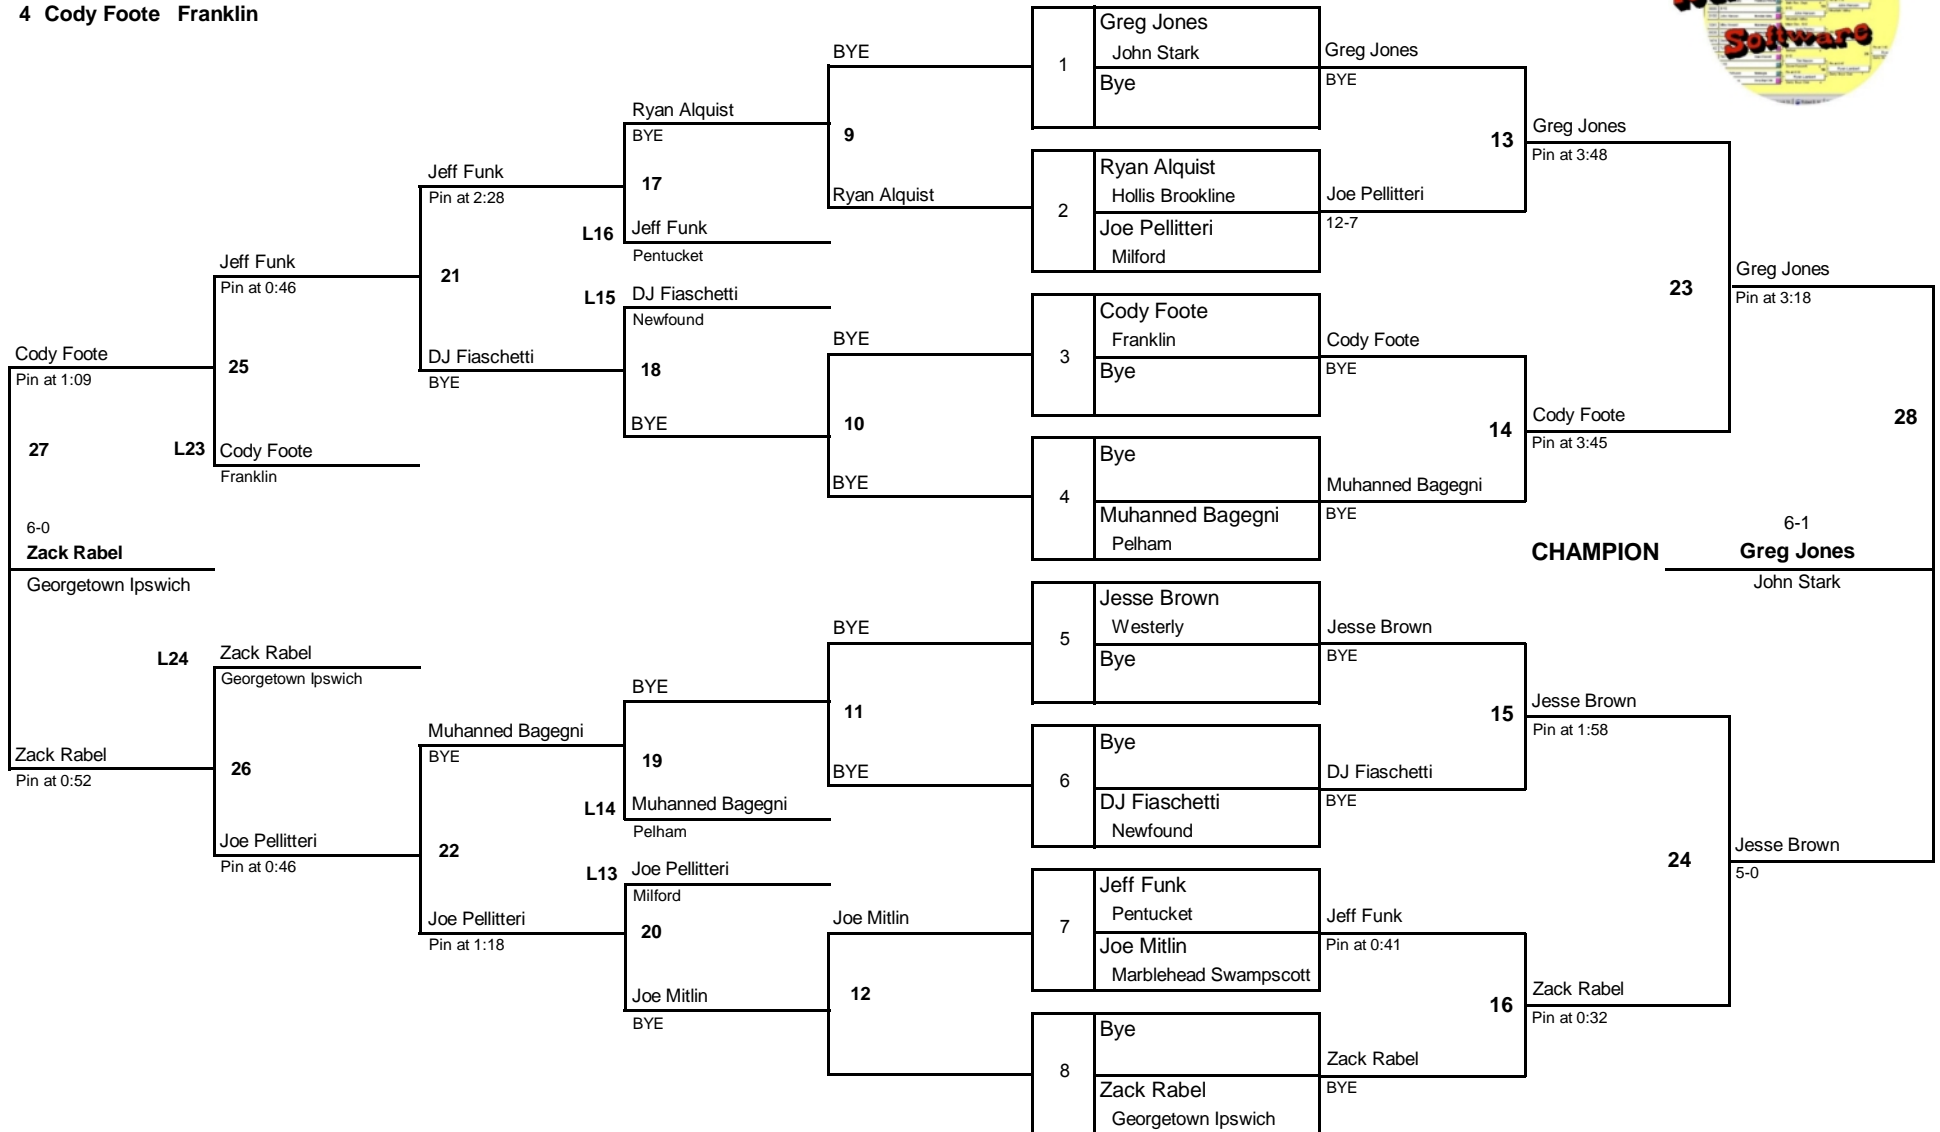 4 Cody Foote Franklin
Software
BYE
9
Ryan Alquist
Ryan Alquist
BYE
17
L16 Jeff Funk
Pentucket
Jeff Funk
Pin at 2:28
21
L15 DJ Fiaschetti
Newfound
18
BYE
DJ Fiaschetti
BYE
Jeff Funk
Pin at 0:46
25
L23 Cody Foote
Franklin
Cody Foote
Pin at 1:09
27
6-0
Zack Rabel
Georgetown Ipswich
BYE
10
BYE
L24 Zack Rabel
Georgetown Ipswich
26
Zack Rabel
Pin at 0:52
Joe Pellitteri
Pin at 0:46
Muhanned Bagegni
BYE
22
Joe Pellitteri
Pin at 1:18
BYE
19
L14 Muhanned Bagegni
Pelham
L13 Joe Pellitteri
Milford
20
Joe Mitlin
BYE
BYE
11
BYE
Joe Mitlin
12
1
Greg Jones
John Stark
Bye
2
Ryan Alquist
Hollis Brookline
Joe Pellitteri
Milford
3
Cody Foote
Franklin
Bye
4
Bye
Muhanned Bagegni
Pelham
5
Jesse Brown
Westerly
Bye
6
Bye
DJ Fiaschetti
Newfound
7
Jeff Funk
Pentucket
Joe Mitlin
Marblehead Swampscott
8
Bye
Zack Rabel
Georgetown Ipswich
Greg Jones
BYE
13
Joe Pellitteri
12-7
Cody Foote
BYE
14
Muhanned Bagegni
BYE
Jesse Brown
BYE
15
DJ Fiaschetti
BYE
Jeff Funk
Pin at 0:41
16
Zack Rabel
BYE
Greg Jones
Pin at 3:48
23
Cody Foote
Pin at 3:45
Jesse Brown
Pin at 1:58
24
Zack Rabel
Pin at 0:32
Greg Jones
Pin at 3:18
28
6-1
CHAMPION Greg Jones
John Stark
Jesse Brown
5-0